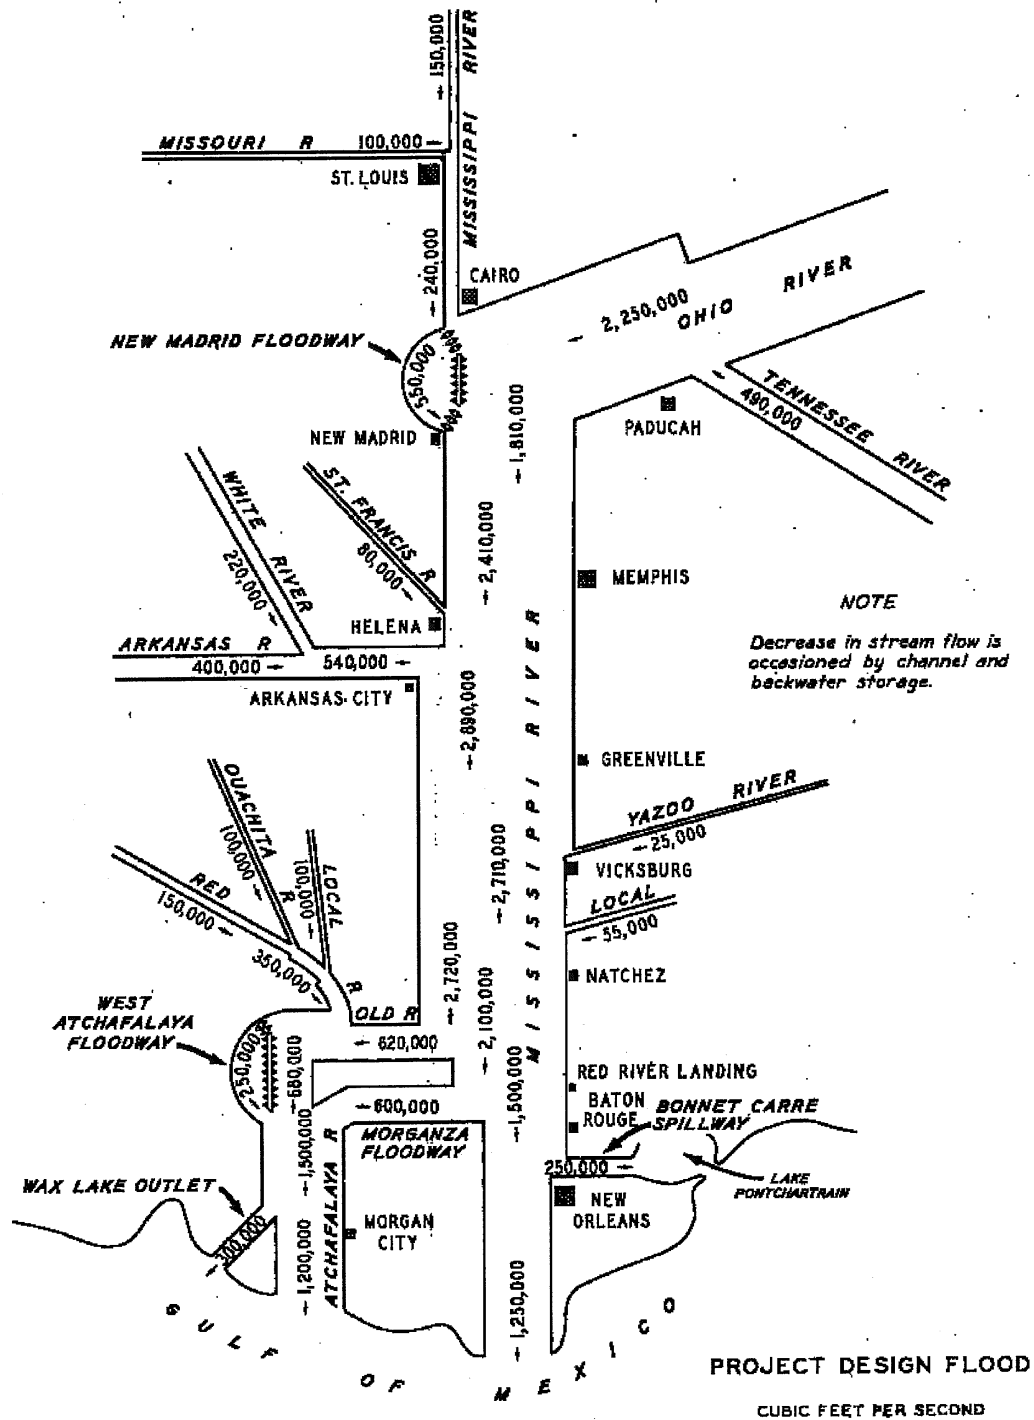 150,000
MISSISSIPPI RIVER
MISSOURI R
100,000
ST. LOUIS
240,000
CAIRO
2,250,000
OHIO RIVER
NEW MADRID FLOODWAY
550,000
NEW MADRID
1,810,000
PADUCAH
TENNESSEE RIVER
490,000
WHITE RIVER
220,000
ST. FRANCIS R
80,000
2,410,000
MEMPHIS
HELENA
ARKANSAS R
400,000
540,000
ARKANSAS CITY
NOTE
Decrease in stream flow is
occasioned by channel and
backwater storage.
2,890,000
MISSISSIPPI RIVER
GREENVILLE
YAZOO RIVER
25,000
OUACHITA R
100,000
LOCAL
100,000
RED R
150,000
350,000
2,710,000
VICKSBURG
LOCAL
55,000
NATCHEZ
2,720,000
OLD R
620,000
2,100,000
WEST
ATCHAFALAYA
FLOODWAY
250,000
680,000
RED RIVER LANDING
BATON
ROUGE
BONNET CARRE
SPILLWAY
600,000
1,500,000
MORGANZA
FLOODWAY
1,500,000
250,000
LAKE
PONTCHARTRAIN
WAX LAKE OUTLET
300,000
ATCHAFALAYA R
1,200,000
MORGAN
CITY
NEW
ORLEANS
1,250,000
GULF OF MEXICO
PROJECT DESIGN FLOOD
CUBIC FEET PER SECOND